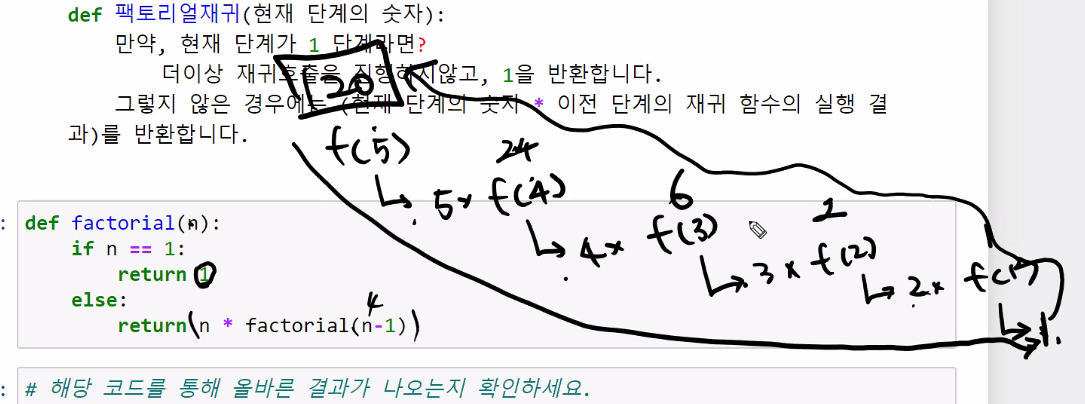 def 팩토리얼재귀(현재 단계의 숫자):
만약, 현재 단계가 1 단계라면?
더이상 재귀호출을 진행하지않고, 1을 반환합니다.
120
그렇지 않은 경우에는 (현재 단계의 숫자 * 이전 단계의 재귀 함수의 실행 결
과)를 반환합니다.
f(5)
24
5 x f(4)
6
4 x f(3)
2
3 x f(2)
2 x f(1)
1.
: def factorial(n):
if n == 1:
return 1
else:
4
return(n * factorial(n-1))
: # 해당 코드를 통해 올바른 결과가 나오는지 확인하세요.